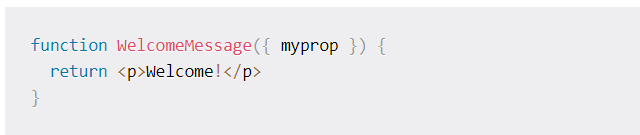 function WelcomeMessage({ myprop }) {
  return <p>Welcome!</p>
}